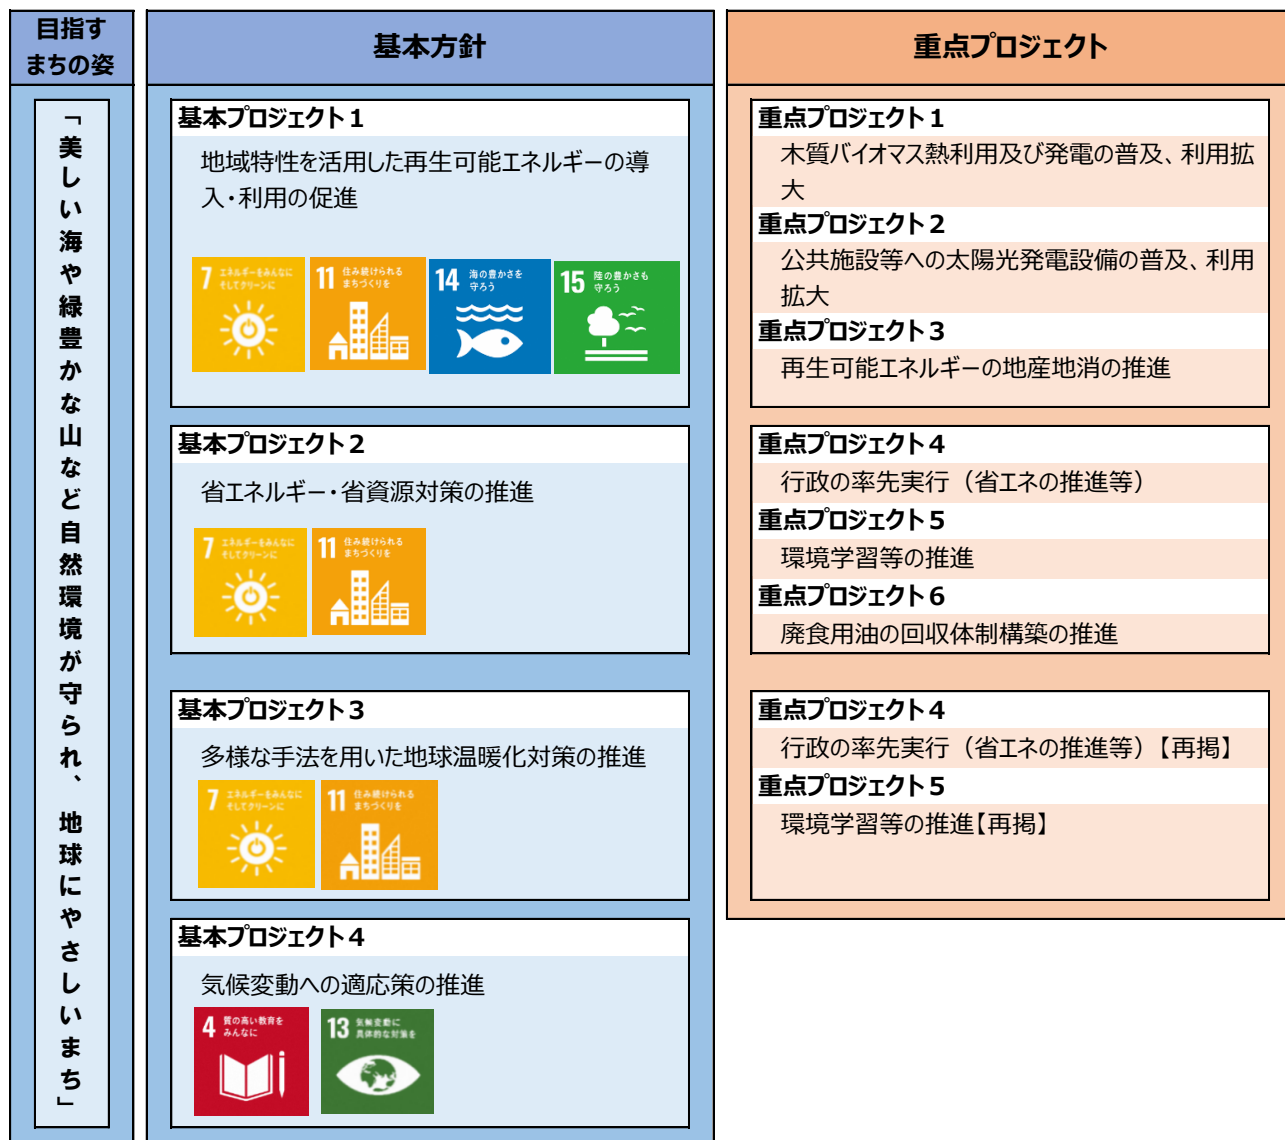 目指す
まちの姿
「美しい海や緑豊かな山など自然環境が守られ、地球にやさしいまち」
基本方針
基本プロジェクト1
地域特性を活用した再生可能エネルギーの導
入・利用の促進
7 エネルギーをみんなに
そしてクリーンに
11 住み続けられる
まちづくりを
14 海の豊かさを
守ろう
15 陸の豊かさも
守ろう
基本プロジェクト2
省エネルギー・省資源対策の推進
7 エネルギーをみんなに
そしてクリーンに
11 住み続けられる
まちづくりを
基本プロジェクト3
多様な手法を用いた地球温暖化対策の推進
7 エネルギーをみんなに
そしてクリーンに
11 住み続けられる
まちづくりを
基本プロジェクト4
気候変動への適応策の推進
4 質の高い教育を
みんなに
13 気候変動に
具体的な対策を
重点プロジェクト
重点プロジェクト1
木質バイオマス熱利用及び発電の普及、利用拡
大
重点プロジェクト2
公共施設等への太陽光発電設備の普及、利用
拡大
重点プロジェクト3
再生可能エネルギーの地産地消の推進
重点プロジェクト4
行政の率先実行（省エネの推進等）
重点プロジェクト5
環境学習等の推進
重点プロジェクト6
廃食用油の回収体制構築の推進
重点プロジェクト4
行政の率先実行（省エネの推進等）【再掲】
重点プロジェクト5
環境学習等の推進【再掲】